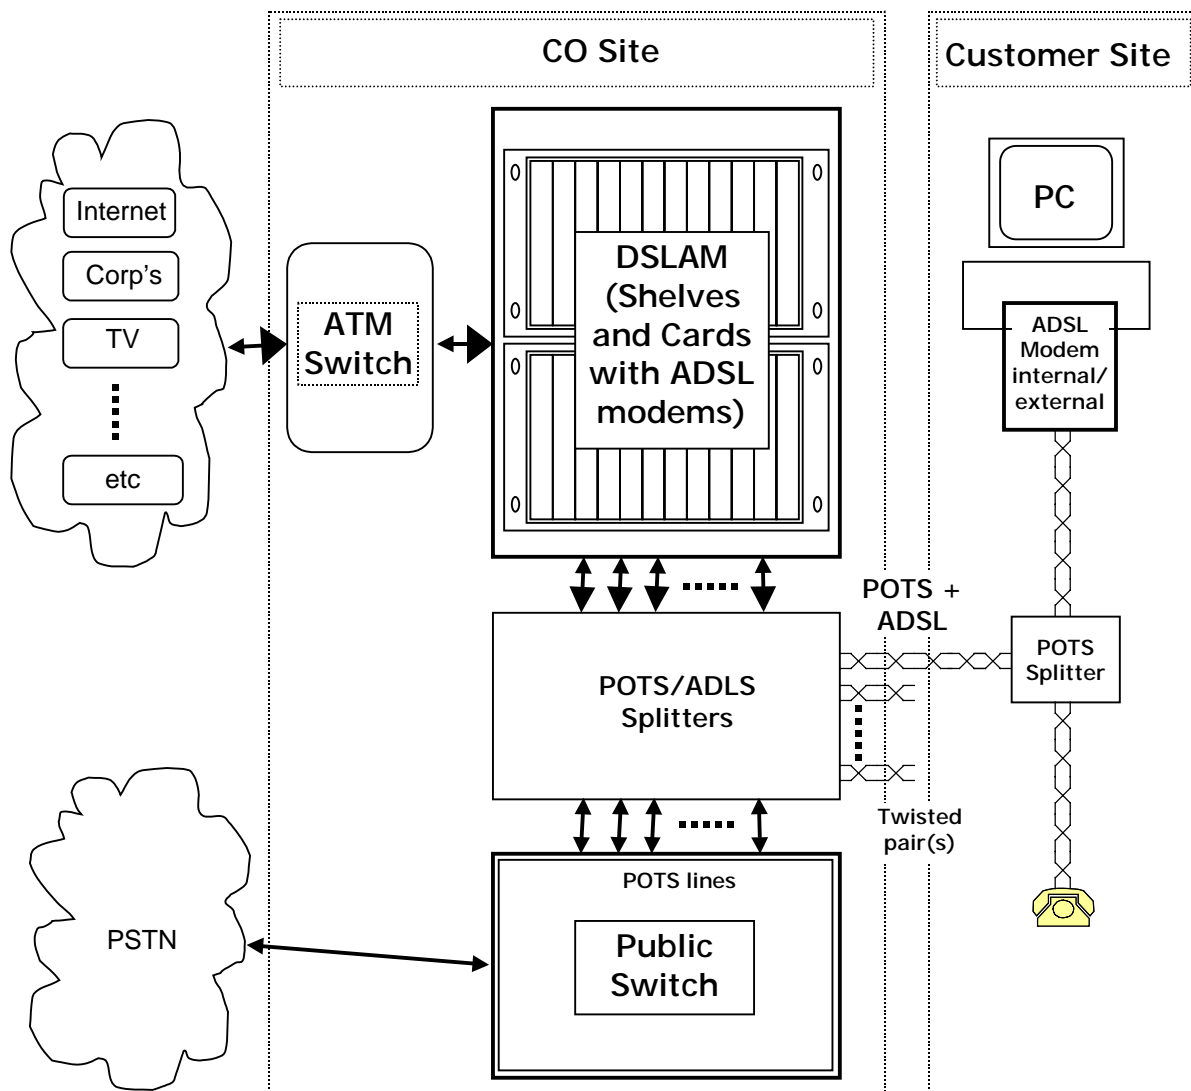 CO Site
Customer Site
Internet
Corp's
TV
etc
ATM
Switch
DSLAM
(Shelves
and Cards
with ADSL
modems)
PC
ADSL
Modem
internal/
external
POTS +
ADSL
POTS/ADLS
Splitters
POTS
Splitter
Twisted
pair(s)
POTS lines
Public
Switch
PSTN